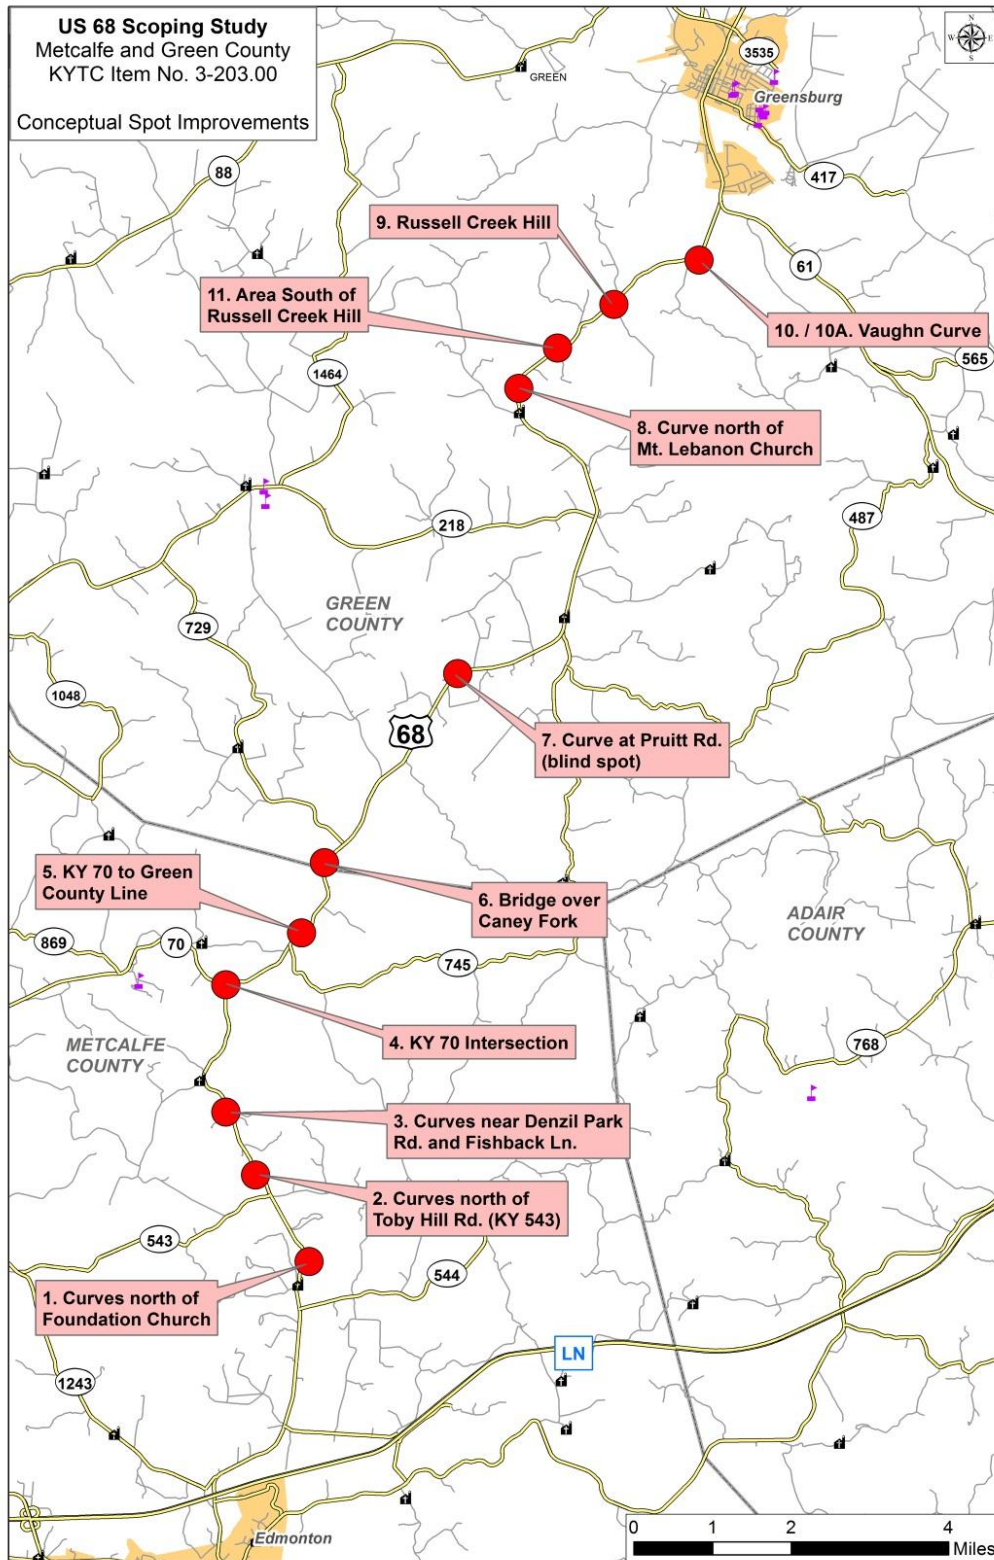 US 68 Scoping Study
Metcalfe and Green County
KYTC Item No. 3-203.00
Conceptual Spot Improvements
N
W E
S
3535
GREEN
Greensburg
88
417
9. Russell Creek Hill
61
11. Area South of
Russell Creek Hill
10. / 10A. Vaughn Curve
565
1464
8. Curve north of
Mt. Lebanon Church
218
487
GREEN
COUNTY
729
1048
68
7. Curve at Pruitt Rd.
(blind spot)
5. KY 70 to Green
County Line
6. Bridge over
Caney Fork
ADAIR
COUNTY
869
70
745
4. KY 70 Intersection
METCALFE
COUNTY
768
3. Curves near Denzil Park
Rd. and Fishback Ln.
2. Curves north of
Toby Hill Rd. (KY 543)
543
544
1. Curves north of
Foundation Church
LN
1243
Edmonton
0 1 2 4
Miles